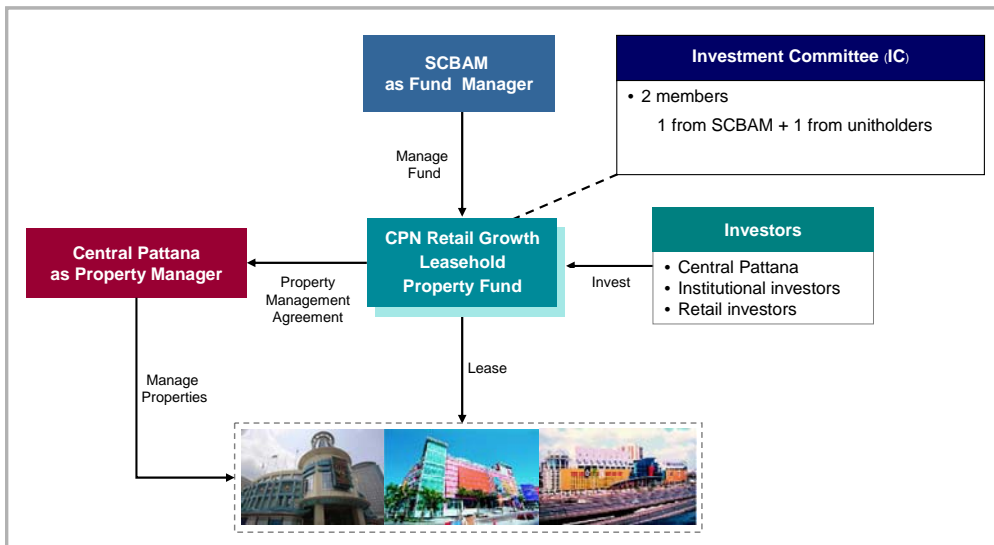 SCBAM
as Fund Manager
Investment Committee (IC)
• 2 members
1 from SCBAM + 1 from unitholders
Manage
Fund
CPN Retail Growth
Leasehold
Property Fund
Central Pattana
as Property Manager
Property
Management
Agreement
Invest
Investors
• Central Pattana
• Institutional investors
• Retail investors
Manage
Properties
Lease